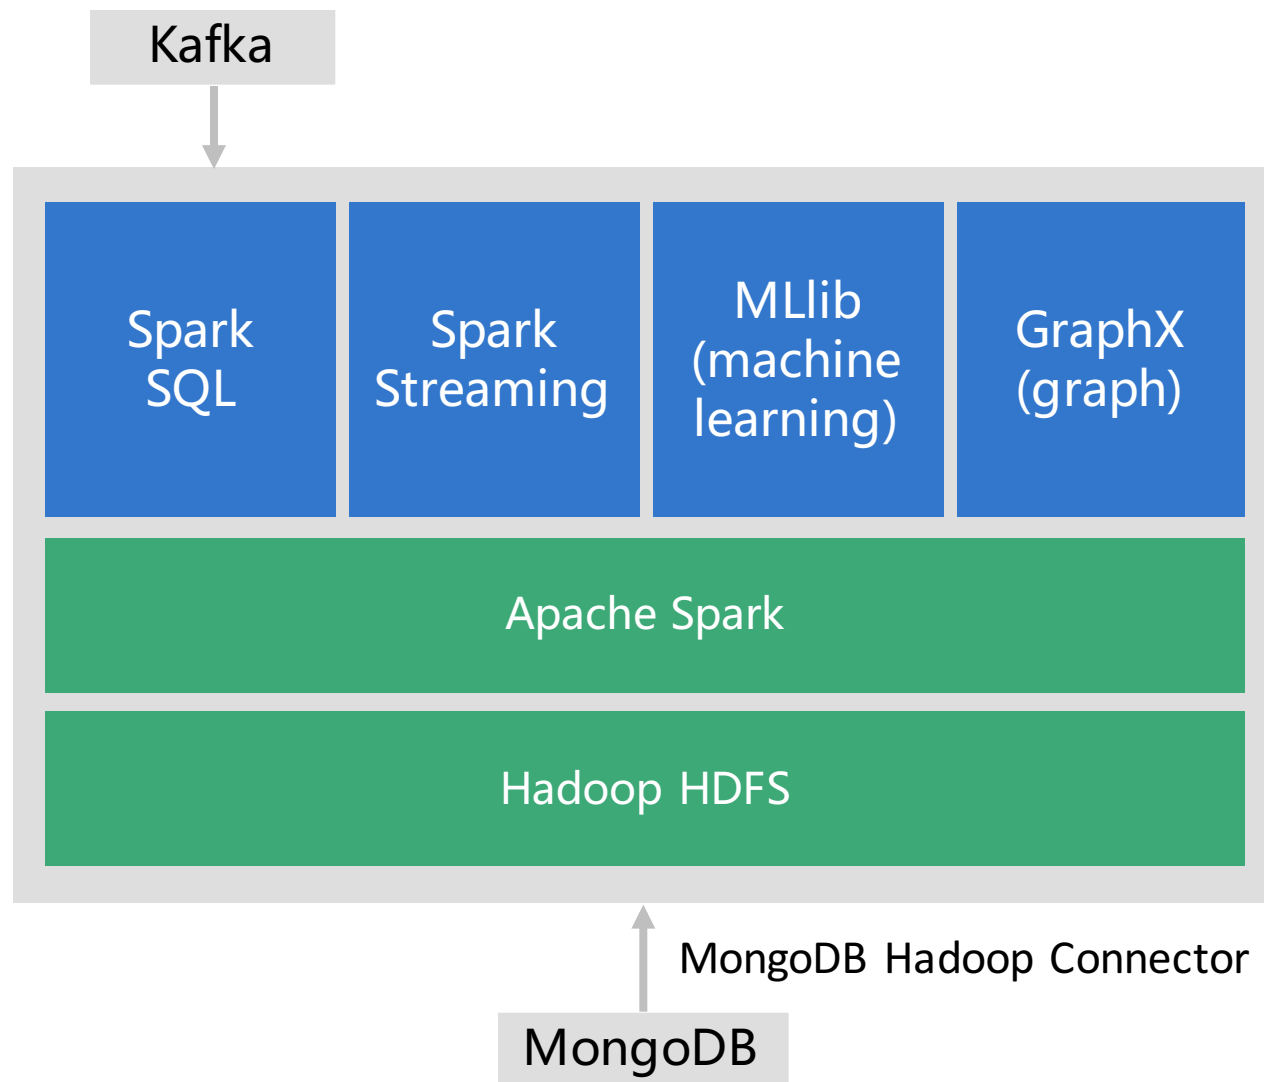 Kafka
Spark
SQL
Spark
Streaming
MLlib
(machine
learning)
GraphX
(graph)
Apache Spark
Hadoop HDFS
MongoDB Hadoop Connector
MongoDB